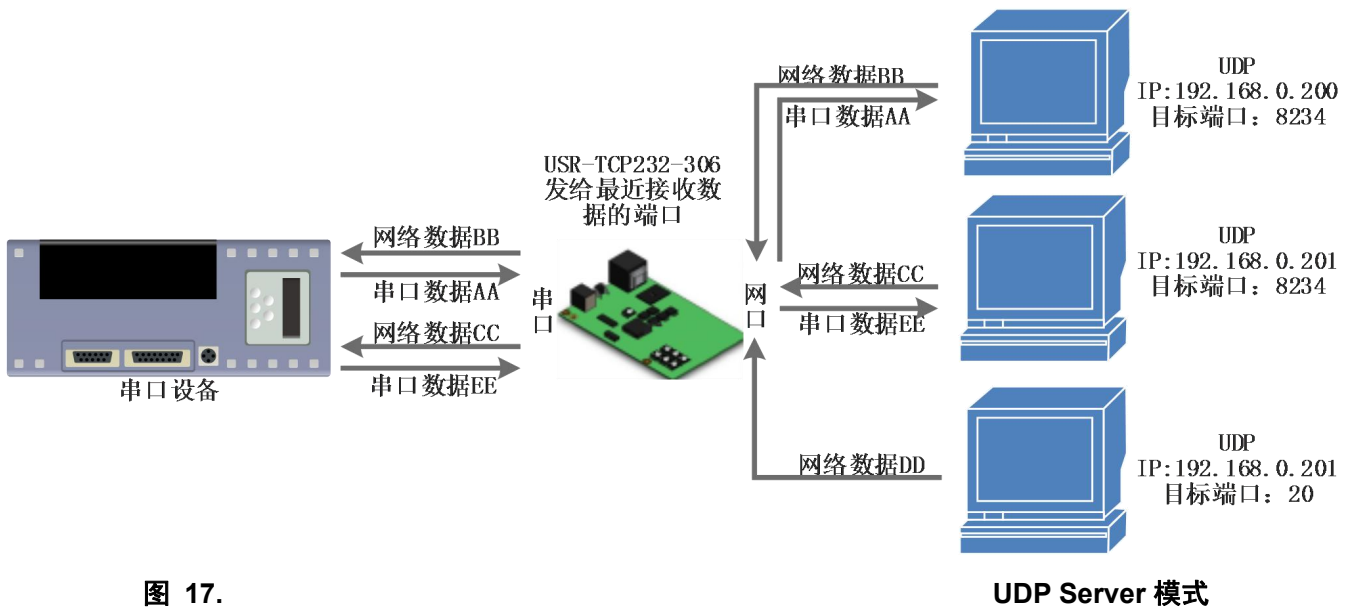 网络数据BB
串口数据AA
UDP
IP:192.168.0.200
目标端口：8234
USR-TCP232-306
发给最近接收数
据的端口
网络数据BB
串口数据AA
网络数据CC
串口数据EE
串口设备
串
口
网
口
网络数据CC
串口数据EE
UDP
IP:192.168.0.201
目标端口：8234
网络数据DD
UDP
IP:192.168.0.201
目标端口：20
图 17.
UDP Server 模式